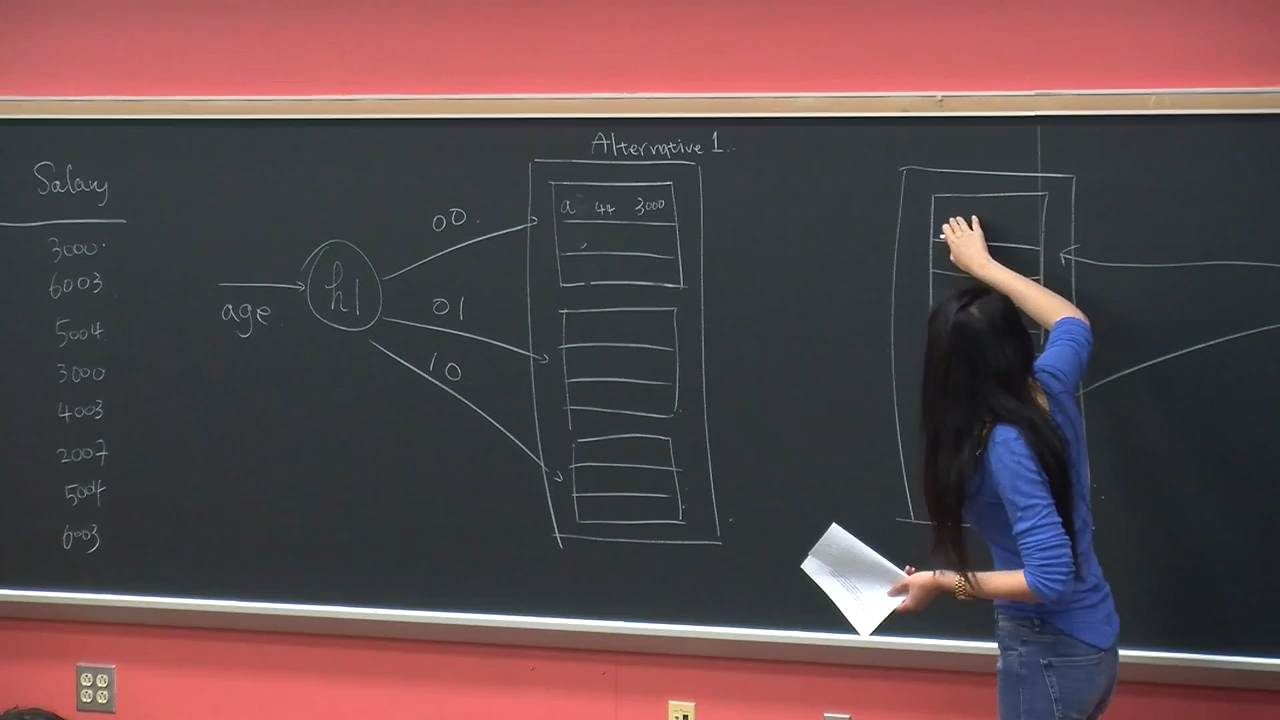 Alternative 1.
Salary
3000
6003
5004
3000
4003
2007
5004
6003
age
h1
00
01
10
a 44 3000